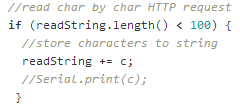 //read char by char HTTP request
if (readString.length() < 100) {
//store characters to string
readString += c;
//Serial.print(c);
}